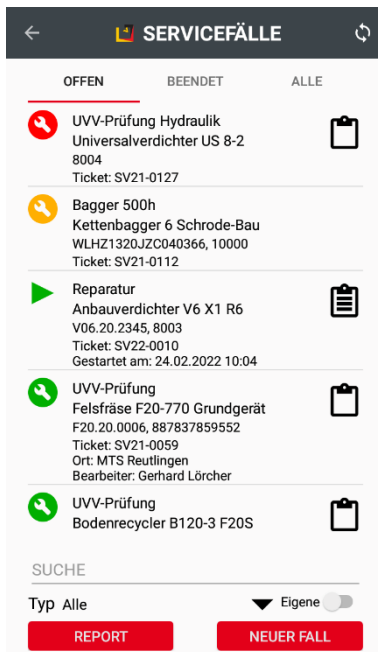 SERVICEFÄLLE
OFFEN BEENDET ALLE
UVV-Prüfung Hydraulik
Universalverdichter US 8-2
8004
Ticket: SV21-0127
Bagger 500h
Kettenbagger 6 Schrode-Bau
WLHZ1320JZC040366, 10000
Ticket: SV21-0112
Reparatur
Anbauverdichter V6 X1 R6
V06.20.2345, 8003
Ticket: SV22-0010
Gestartet am: 24.02.2022 10:04
UVV-Prüfung
Felsfräse F20-770 Grundgerät
F20.20.0006, 887837859552
Ticket: SV21-0059
Ort: MTS Reutlingen
Bearbeiter: Gerhard Lörcher
UVV-Prüfung
Bodenrecycler B120-3 F20S
SUCHE
Typ Alle Eigene
REPORT NEUER FALL